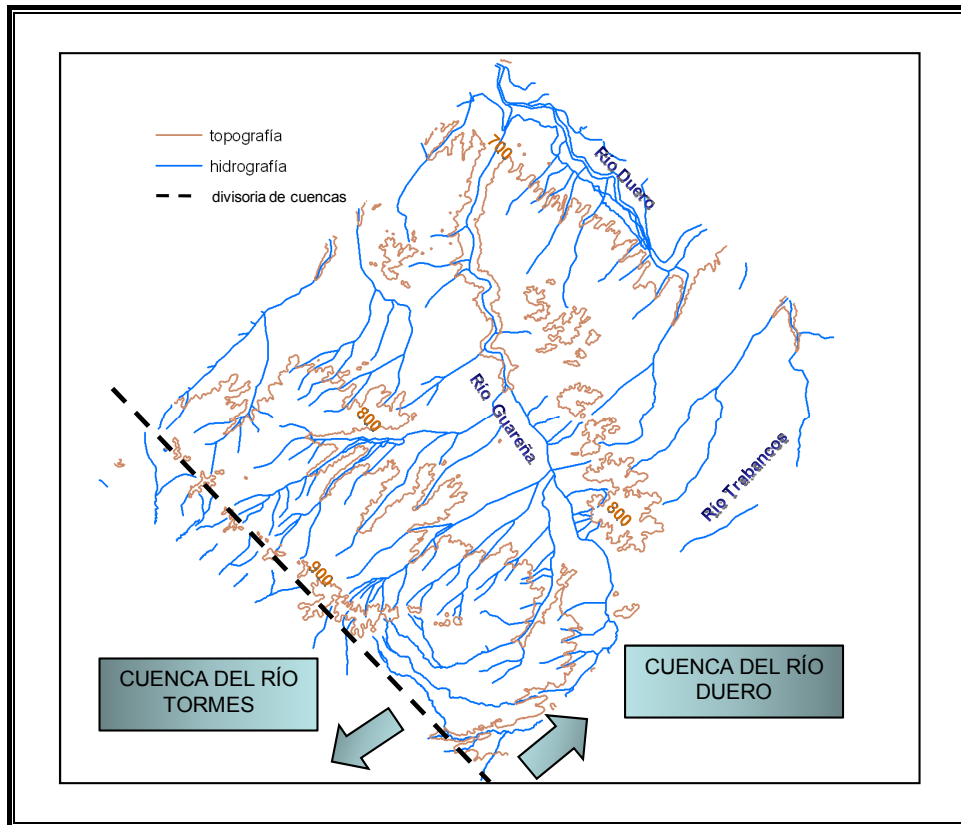 topografía
hidrografía
divisoria de cuencas
700
Río Duero
800
Río Guareña
800
Río Trabancos
900
CUENCA DEL RÍO
TORMES
CUENCA DEL RÍO
DUERO